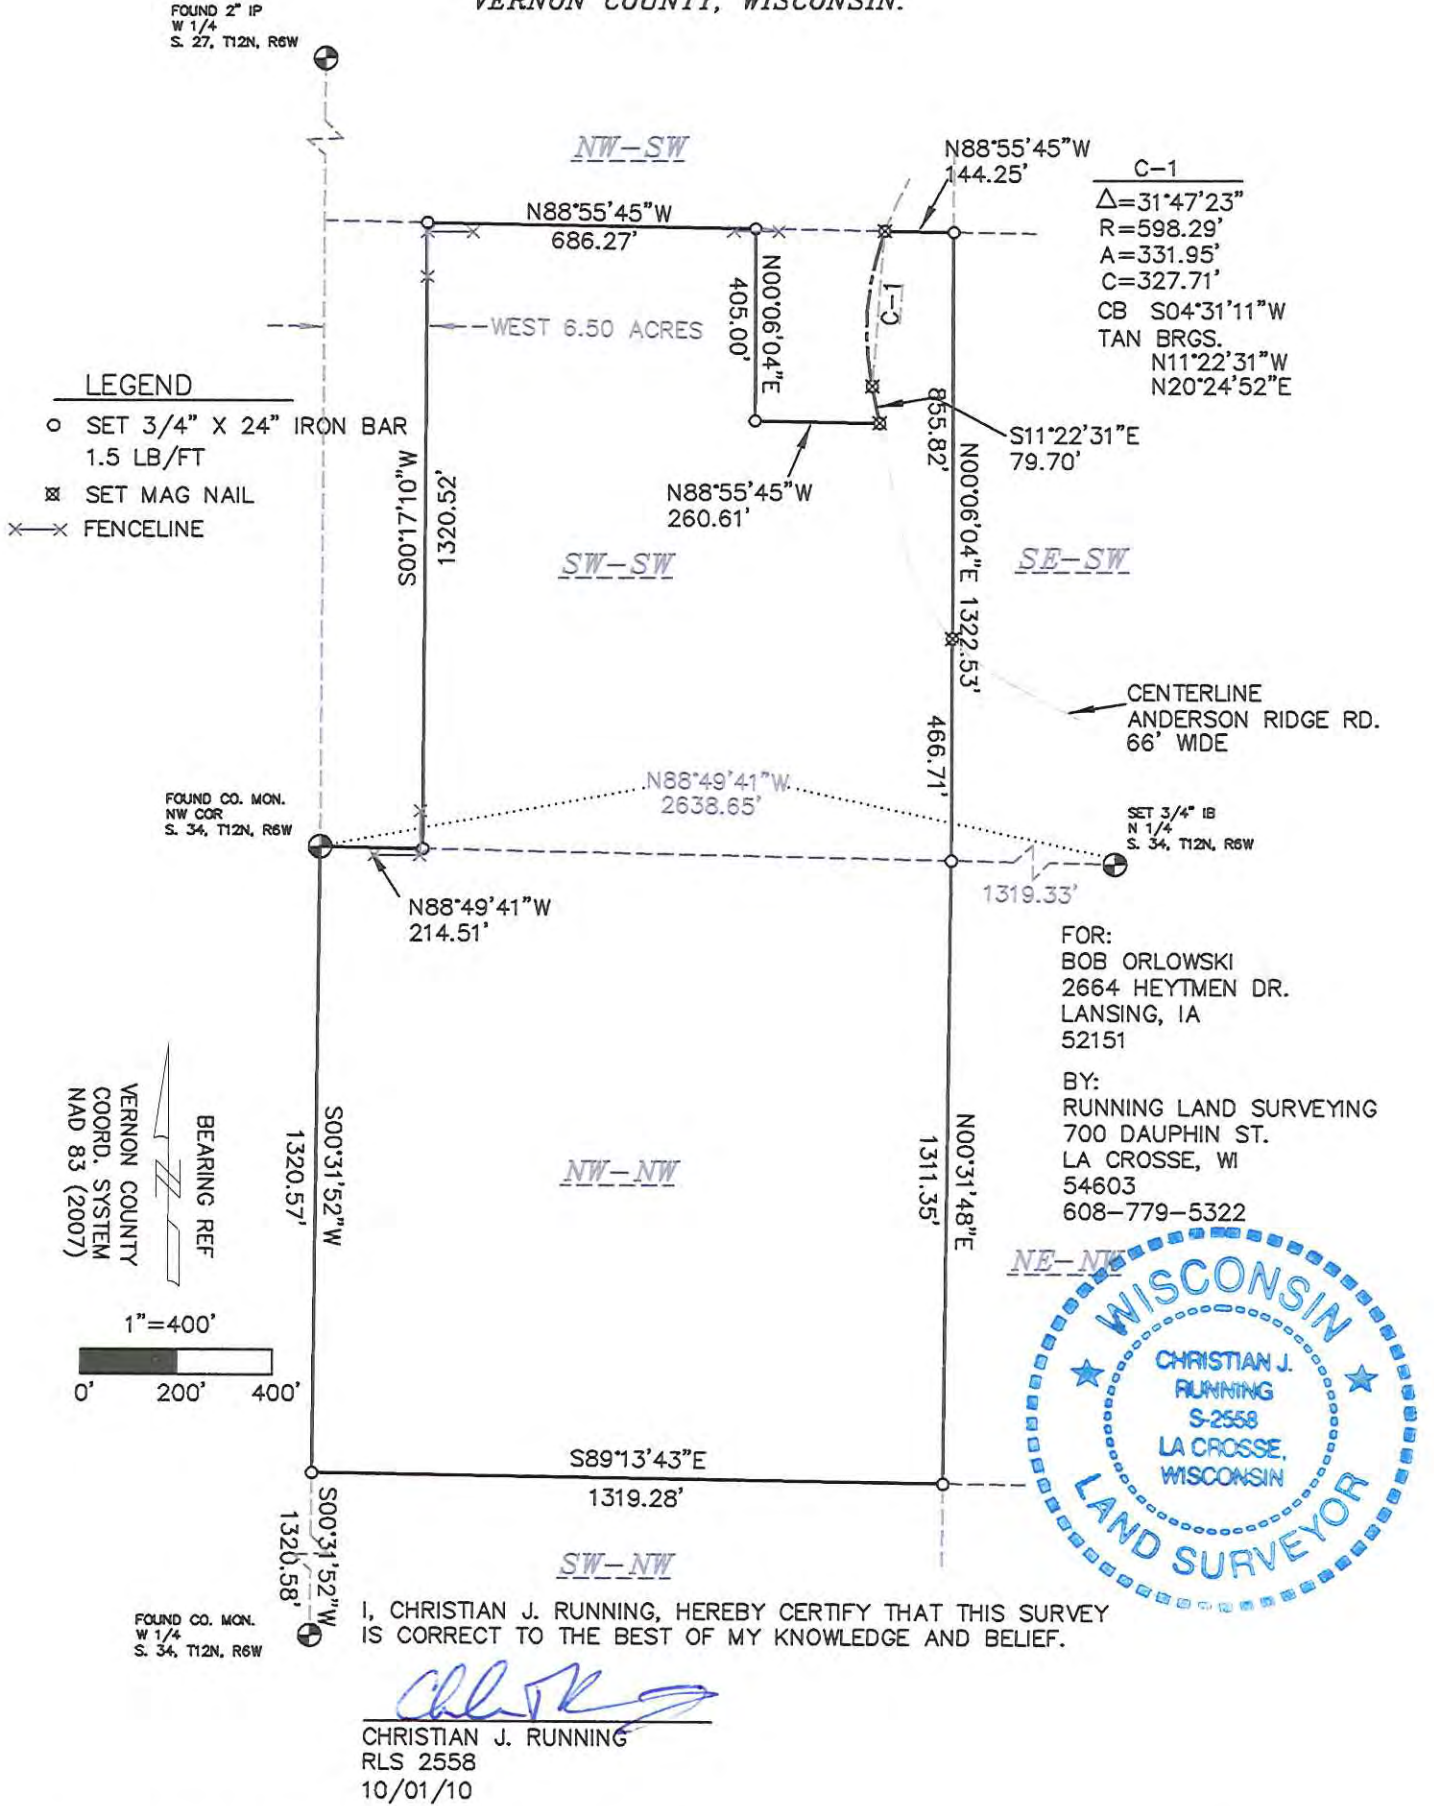 VERNON COUNTY, WISCONSIN.
FOUND 2" IP
W 1/4
S. 27, T12N, R6W
NW-SW
N88°55'45"W
144.25'
C-1
Δ=31°47'23"
R=598.29'
A=331.95'
C=327.71'
CB S04°31'11"W
TAN BRGS.
N11°22'31"W
N20°24'52"E
N88°55'45"W
686.27'
N00°06'04"E
405.00'
C-1
WEST 6.50 ACRES
LEGEND
SET 3/4" X 24" IRON BAR
1.5 LB/FT
SET MAG NAIL
FENCELINE
S00°17'10"W
1320.52'
855.82'
S11°22'31"E
79.70'
N88°55'45"W
260.61'
N00°06'04"E 1322.53'
SW-SW
SE-SW
CENTERLINE
ANDERSON RIDGE RD.
66' WIDE
466.71'
N88°49'41"W
2638.65'
FOUND CO. MON.
NW COR
S. 34, T12N, R6W
SET 3/4" IB
N 1/4
S. 34, T12N, R6W
1319.33'
N88°49'41"W
214.51'
FOR:
BOB ORLOWSKI
2664 HEYTMEN DR.
LANSING, IA
52151
BY:
RUNNING LAND SURVEYING
700 DAUPHIN ST.
LA CROSSE, WI
54603
608-779-5322
BEARING REF
VERNON COUNTY
COORD. SYSTEM
NAD 83 (2007)
S00°31'52"W
1320.57'
NW-NW
N00°31'48"E
1311.35'
NE-NW
1"=400'
0' 200' 400'
WISCONSIN
CHRISTIAN J.
RUNNING
S-2558
LA CROSSE,
WISCONSIN
LAND SURVEYOR
S89°13'43"E
1319.28'
S00°31'52"W
1320.58'
SW-NW
FOUND CO. MON.
W 1/4
S. 34, T12N, R6W
I, CHRISTIAN J. RUNNING, HEREBY CERTIFY THAT THIS SURVEY
IS CORRECT TO THE BEST OF MY KNOWLEDGE AND BELIEF.
CHRISTIAN J. RUNNING
RLS 2558
10/01/10